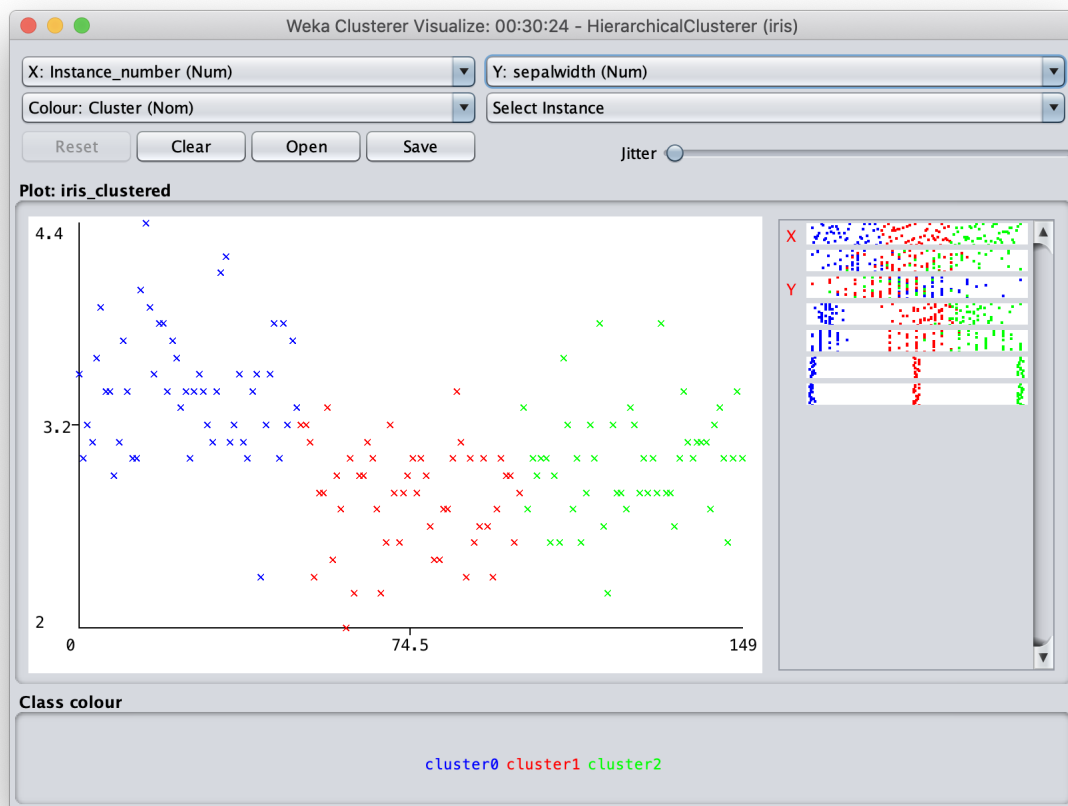 Weka Clusterer Visualize: 00:30:24 - HierarchicalClusterer (iris)
X: Instance_number (Num) Y: sepalwidth (Num)
Colour: Cluster (Nom) Select Instance
Reset Clear Open Save Jitter
Plot: iris_clustered
4.4
3.2
2
0 74.5 149
X
Y
Class colour
cluster0 cluster1 cluster2